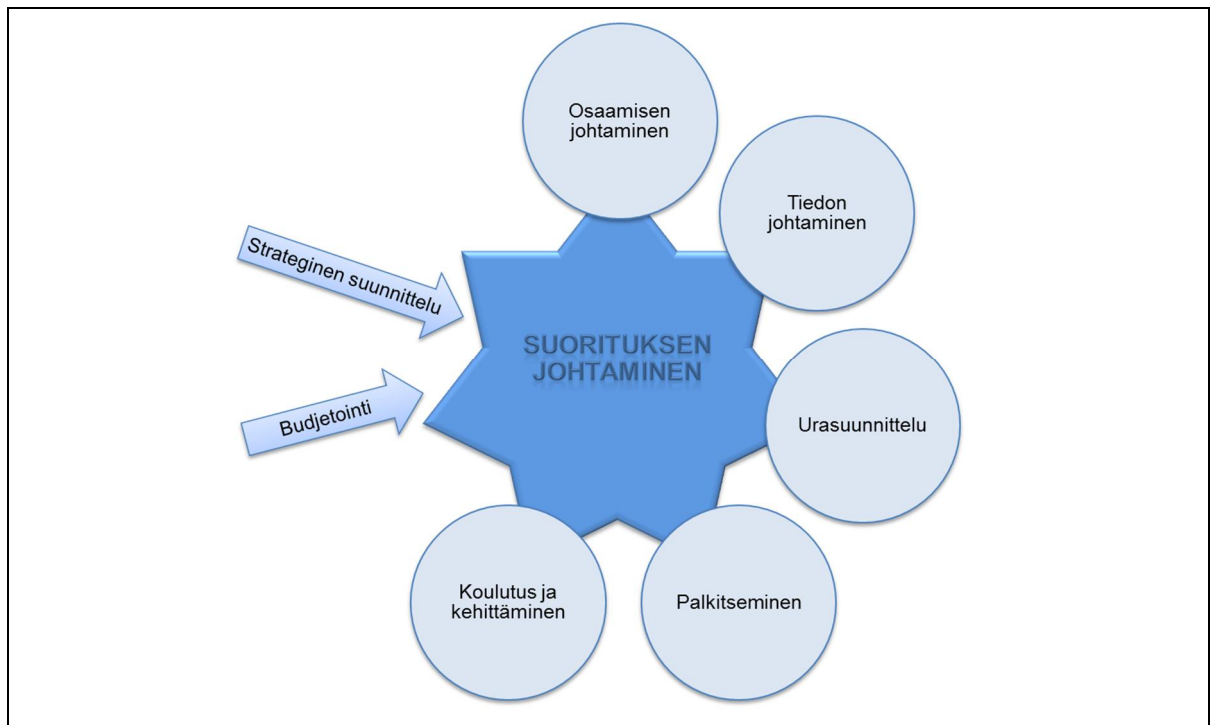 Osaamisen
johtaminen
Tiedon
johtaminen
Strateginen suunnittelu
SUORITUKSEN
JOHTAMINEN
Budjetointi
Urasuunnittelu
Koulutus ja
kehittäminen
Palkitseminen